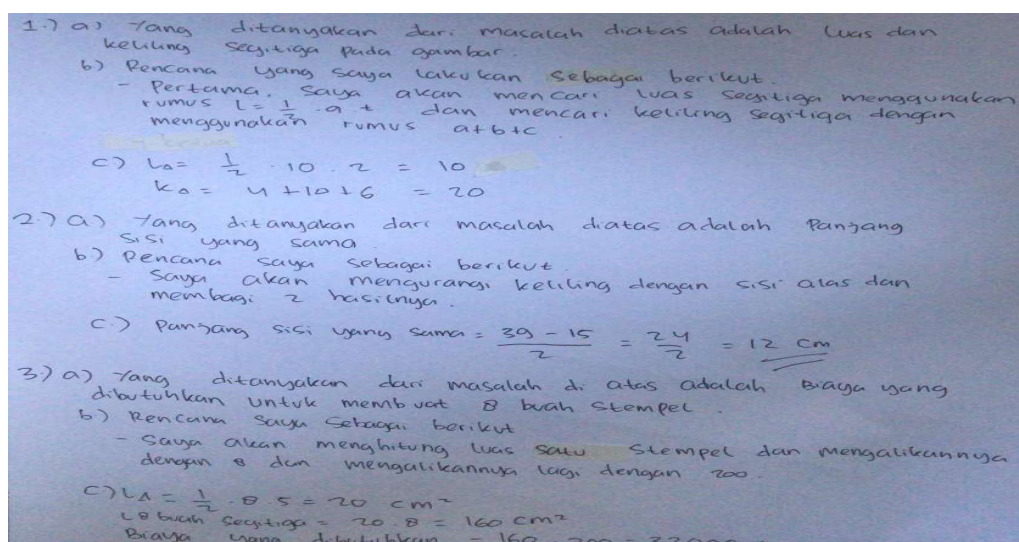 1.) a) Yang ditanyakan dari masalah diatas adalah luas dan
keliling segitiga pada gambar.
b) Rencana yang saya lakukan sebagai berikut.
- Pertama, saya akan mencari luas segitiga menggunakan
rumus L = 1/2 . a . t dan mencari keliling segitiga dengan
menggunakan rumus a+b+c
c) L△ = 1/2 . 10 . 2 = 10
K△ = 4 + 10 + 6 = 20
2.) a) Yang ditanyakan dari masalah diatas adalah Panjang
sisi yang sama
b.) Rencana saya sebagai berikut.
- Saya akan mengurangi keliling dengan sisi alas dan
membagi 2 hasilnya.
c.) Panjang sisi yang sama = (39 - 15)/2 = 24/2 = 12 cm
3.) a) Yang ditanyakan dari masalah di atas adalah Biaya yang
dibutuhkan untuk membuat 8 buah stempel.
b.) Rencana saya sebagai berikut
- Saya akan menghitung luas satu stempel dan mengalikannya
dengan 8 dan mengalikannya lagi dengan 200.
c) L△ = 1/2 . 8 . 5 = 20 cm²
L 8 buah segitiga = 20 . 8 = 160 cm²
Biaya yang dibutuhkan = 160 . 200